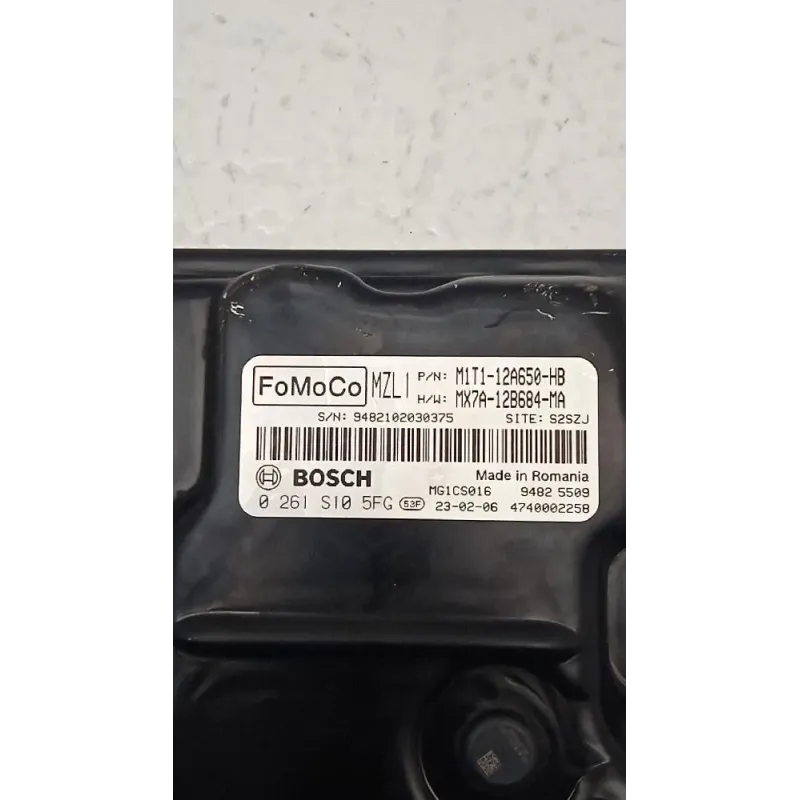 FoMoCo MZL1 P/N: M1T1-12A650-HB
H/W: MX7A-12B684-MA
S/N: 9482102030375 SITE: S2SZJ
BOSCH Made in Romania
MG1CS016 9482 5509
0 261 S10 5FG 53F 23-02-06 4740002258